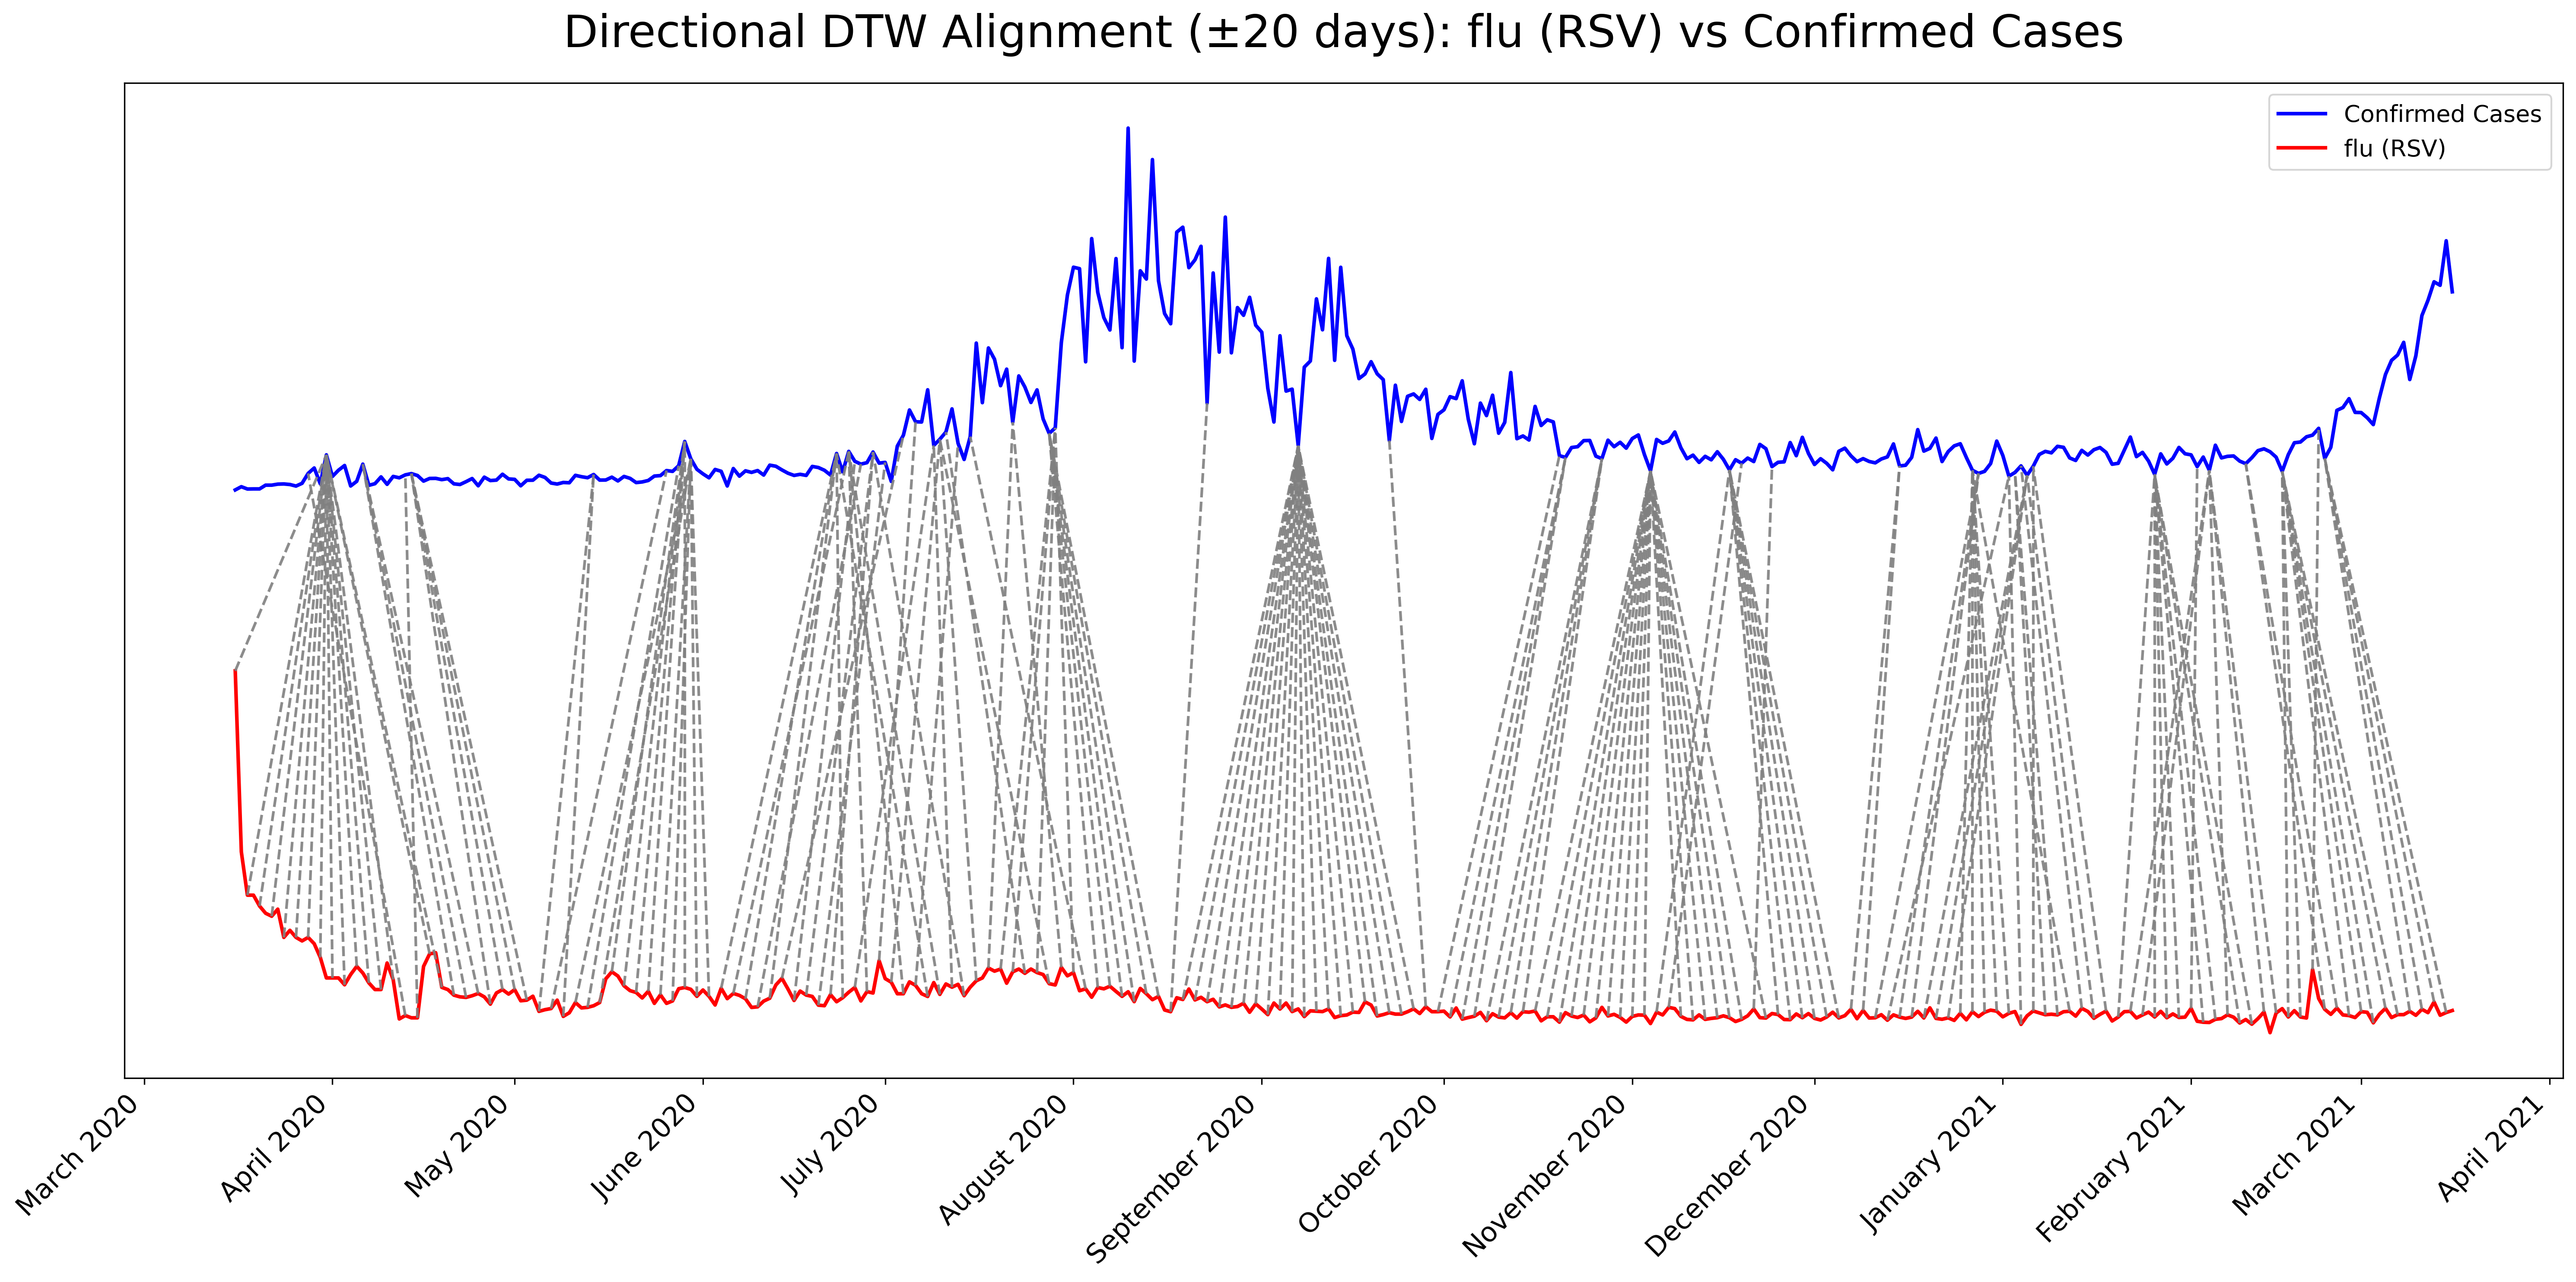 Directional DTW Alignment (±20 days): flu (RSV) vs Confirmed Cases
Confirmed Cases
flu (RSV)
March 2020
April 2020
May 2020
June 2020
July 2020
August 2020
September 2020
October 2020
November 2020
December 2020
January 2021
February 2021
March 2021
April 2021